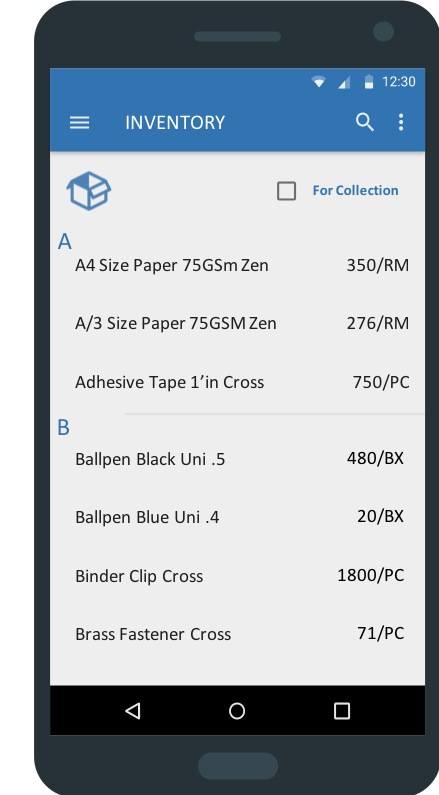 12:30
INVENTORY
For Collection
A
A4 Size Paper 75GSm Zen 350/RM
A/3 Size Paper 75GSM Zen 276/RM
Adhesive Tape 1’in Cross 750/PC
B
Ballpen Black Uni .5 480/BX
Ballpen Blue Uni .4 20/BX
Binder Clip Cross 1800/PC
Brass Fastener Cross 71/PC